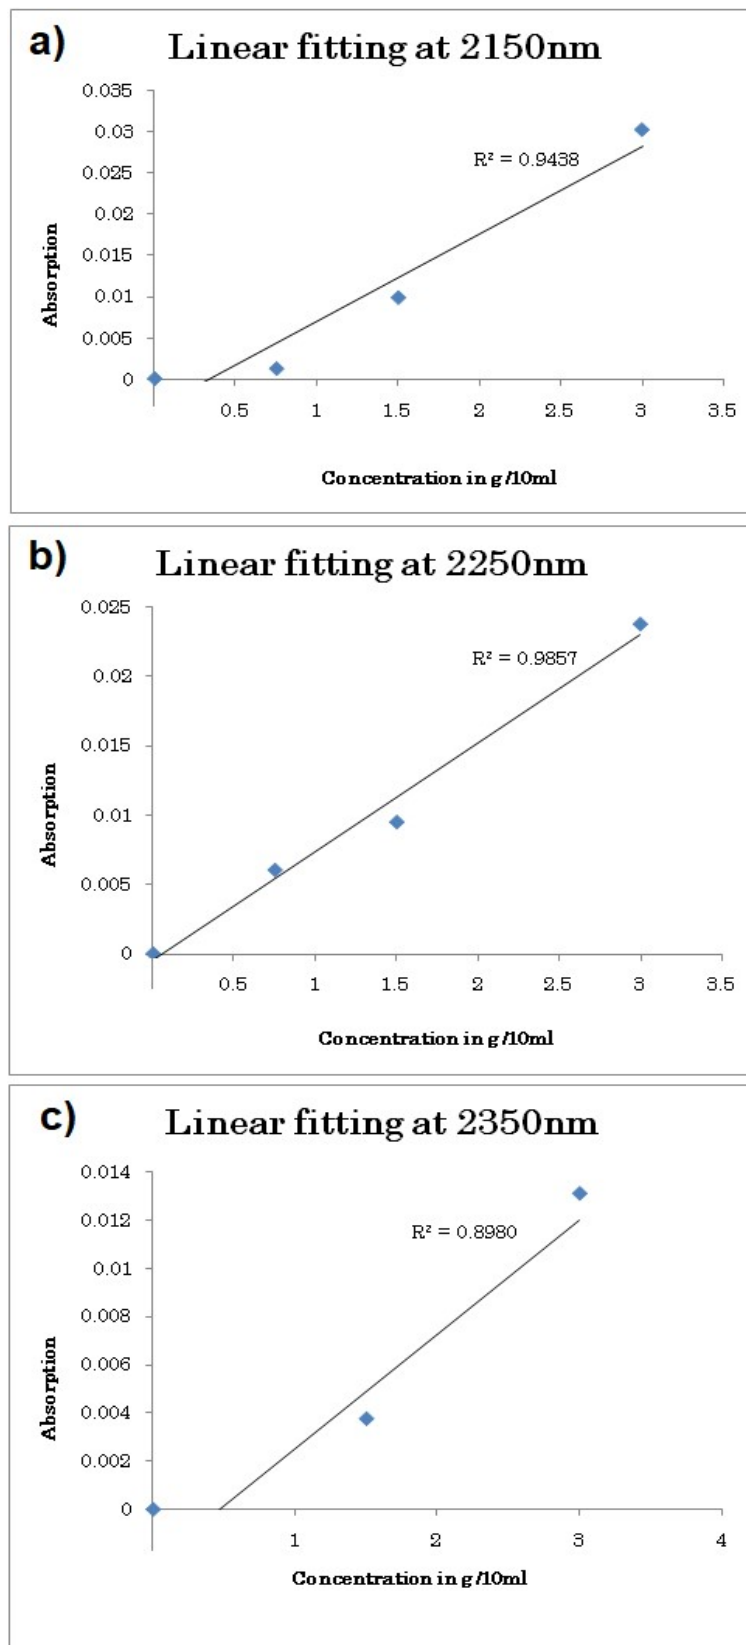 a)
Linear fitting at 2150nm
0.035
0.03
0.025
0.02
0.015
0.01
0.005
0
R² = 0.9438
Absorption
0.5 1 1.5 2 2.5 3 3.5
Concentration in g/10ml
b)
Linear fitting at 2250nm
0.025
0.02
0.015
0.01
0.005
0
R² = 0.9857
Absorption
0.5 1 1.5 2 2.5 3 3.5
Concentration in g/10ml
c)
Linear fitting at 2350nm
0.014
0.012
0.01
0.008
0.006
0.004
0.002
0
R² = 0.8980
Absorption
1 2 3 4
Concentration in g/10ml